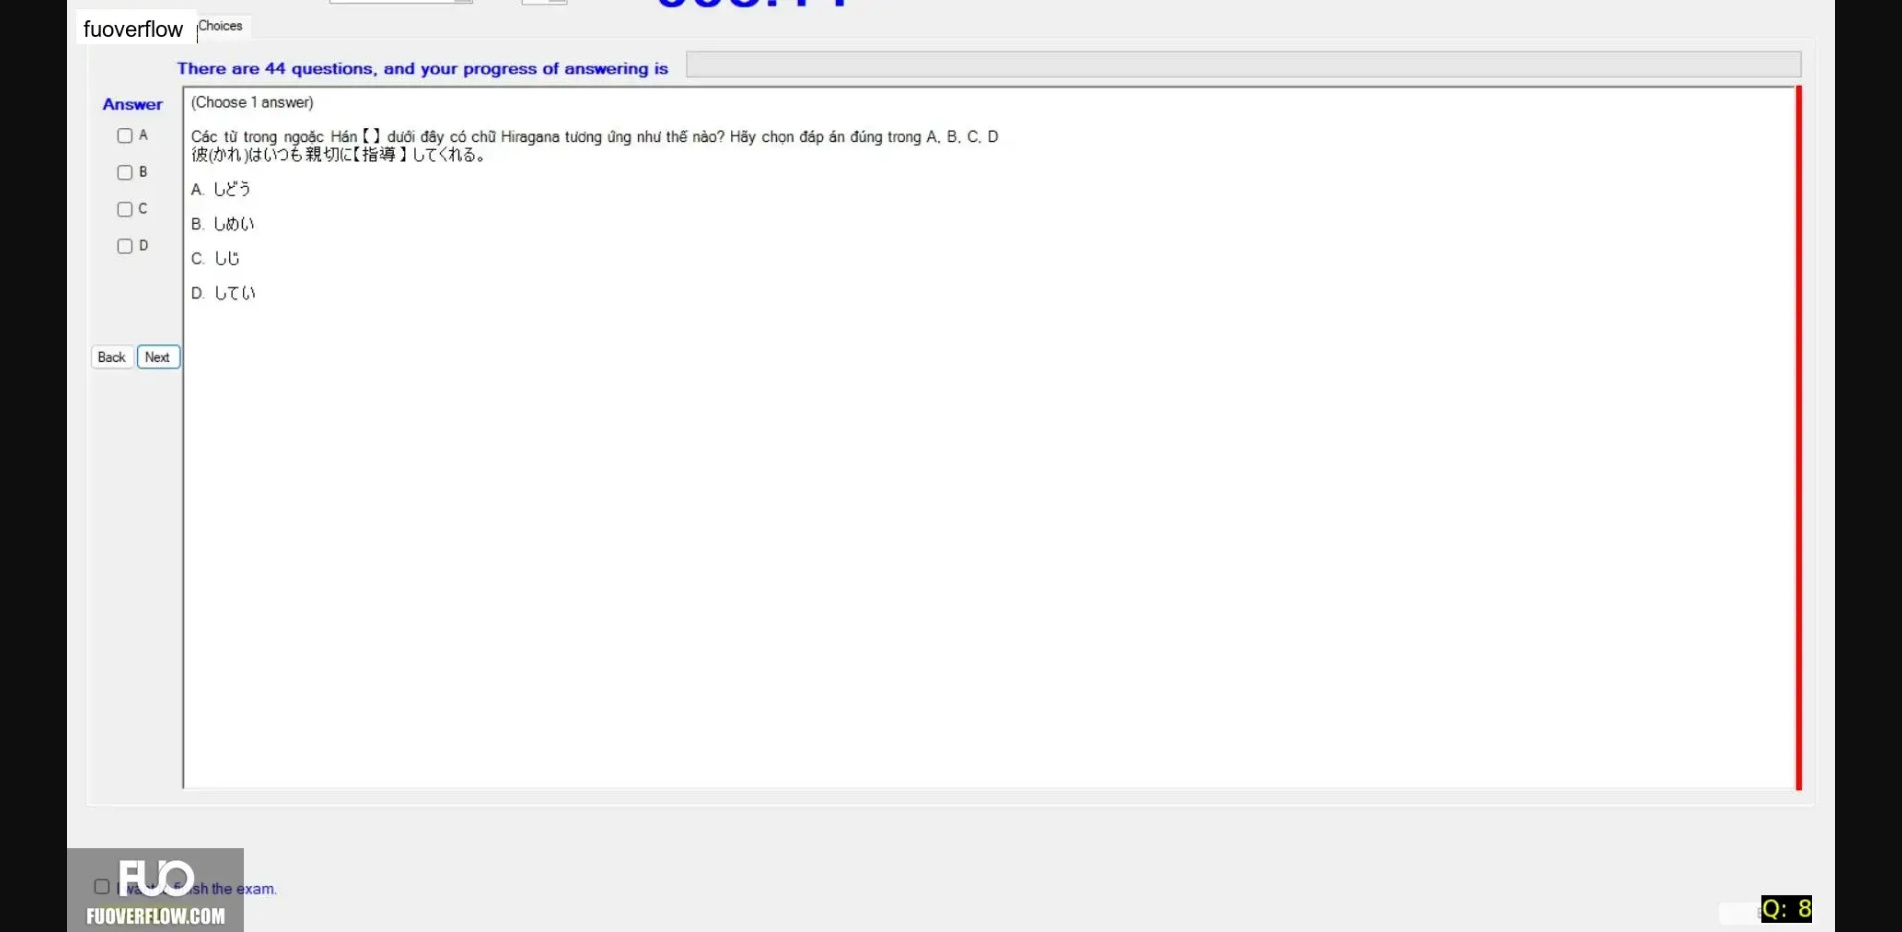 fuoverflow
Choices
There are 44 questions, and your progress of answering is
Answer
(Choose 1 answer)
A
Các từ trong ngoặc Hán【 】dưới đây có chữ Hiragana tương ứng như thế nào? Hãy chọn đáp án đúng trong A, B, C, D
彼(かれ)はいつも親切に【指導 】してくれる。
B
A. しどう
C
B. しめい
D
C. しじ
D. してい
Back
Next
FUO
the exam.
FUOVERFLOW.COM
Q: 8